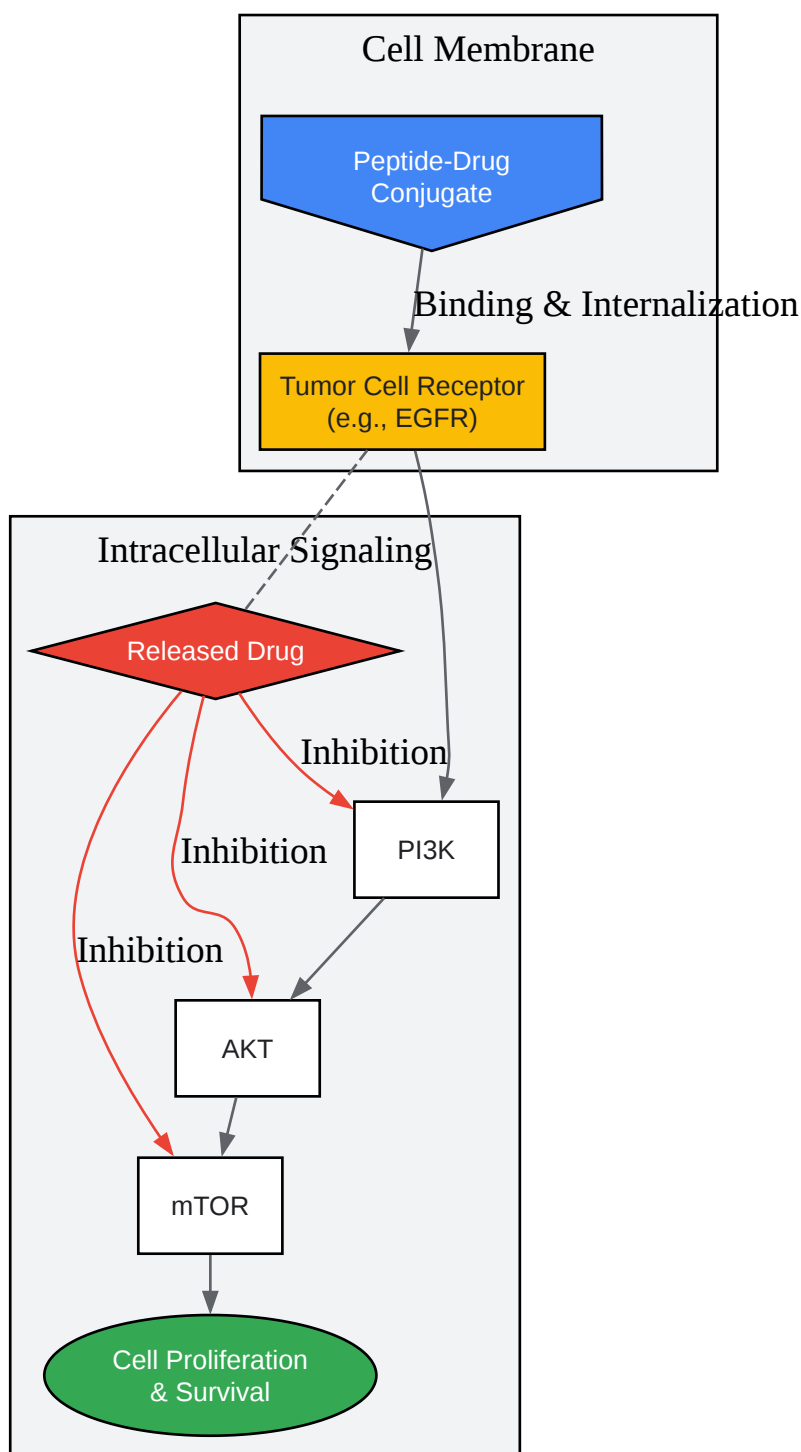 Cell Membrane
Peptide-Drug
Conjugate
Binding & Internalization
Tumor Cell Receptor
(e.g., EGFR)
Intracellular Signaling
Released Drug
Inhibition
PI3K
Inhibition
Inhibition
AKT
mTOR
Cell Proliferation
& Survival